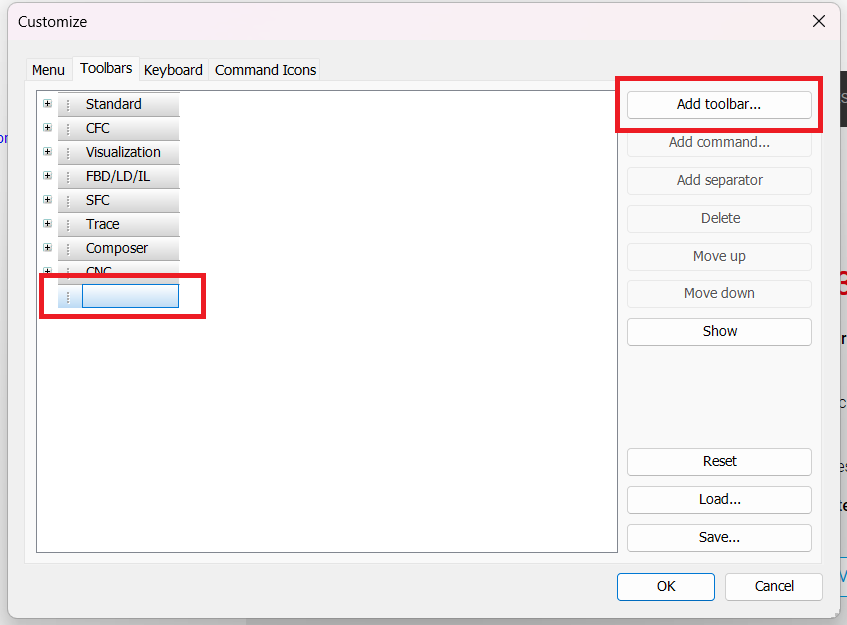 Customize
Menu Toolbars Keyboard Command Icons
Standard
CFC
Visualization
FBD/LD/IL
SFC
Trace
Composer
CNC
Add toolbar...
Add command...
Add separator
Delete
Move up
Move down
Show
Reset
Load...
Save...
OK Cancel